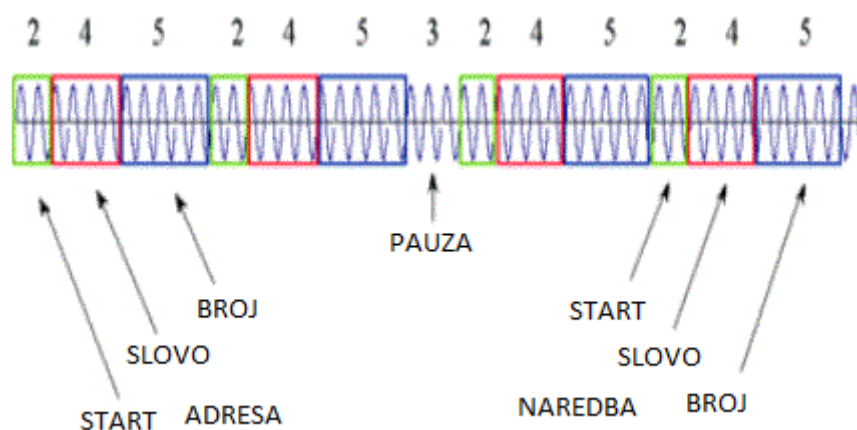 2 4 5 2 4 5 3 2 4 5 2 4 5
PAUZA
BROJ
START
SLOVO
SLOVO
START
ADRESA
NAREDBA
BROJ